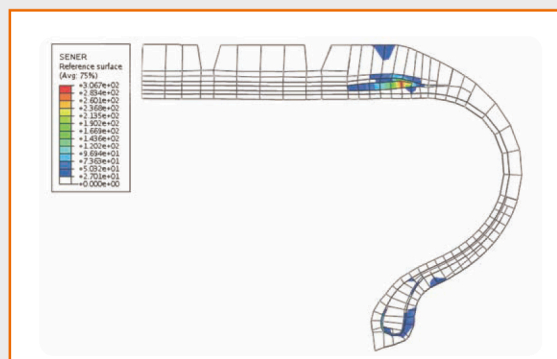 SENER
Reference surface
(Avg: 75%)
+3.067e+02
+2.834e+02
+2.601e+02
+2.368e+02
+2.135e+02
+1.902e+02
+1.669e+02
+1.436e+02
+1.202e+02
+9.694e+01
+7.363e+01
+5.032e+01
+2.701e+01
+0.000e+00